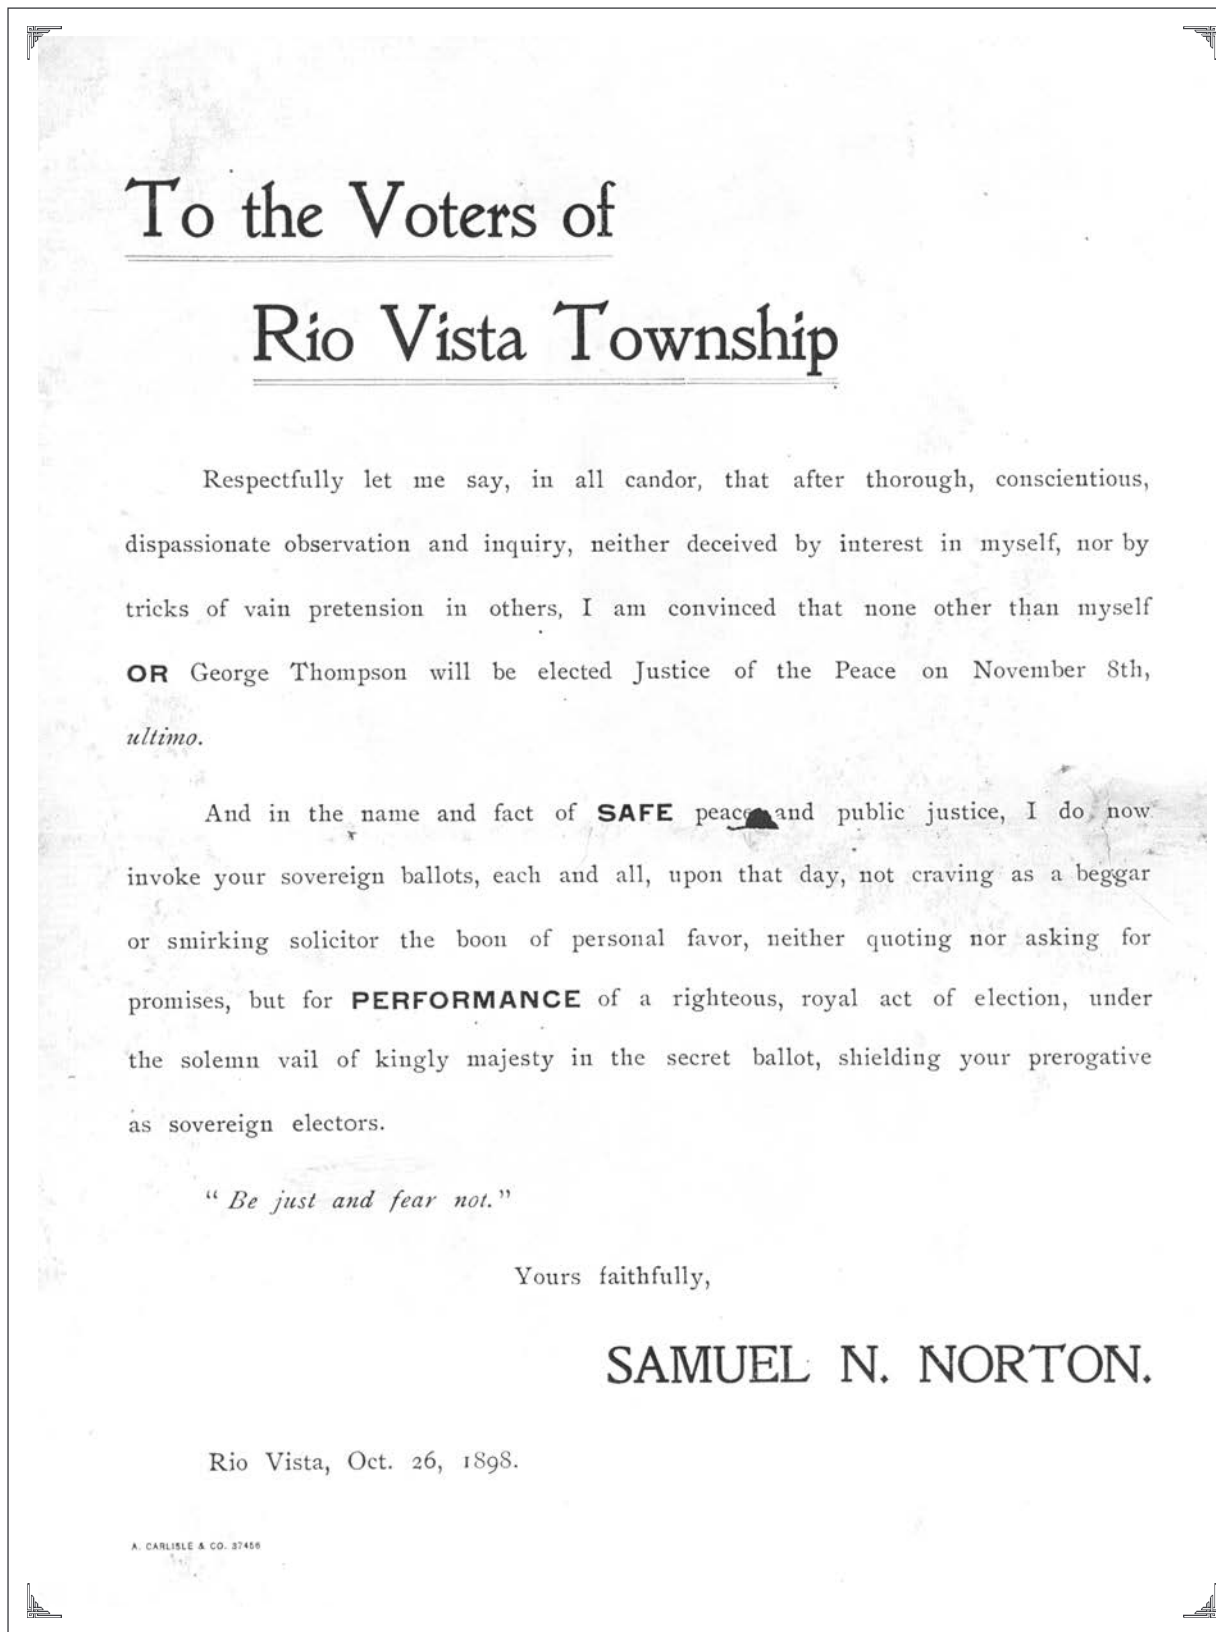 To the Voters of
Rio Vista Township
Respectfully let me say, in all candor, that after thorough, conscientious,
dispassionate observation and inquiry, neither deceived by interest in myself, nor by
tricks of vain pretension in others, I am convinced that none other than myself
OR George Thompson will be elected Justice of the Peace on November 8th,
ultimo.
And in the name and fact of SAFE peace and public justice, I do now
invoke your sovereign ballots, each and all, upon that day, not craving as a beggar
or smirking solicitor the boon of personal favor, neither quoting nor asking for
promises, but for PERFORMANCE of a righteous, royal act of election, under
the solemn vail of kingly majesty in the secret ballot, shielding your prerogative
as sovereign electors.
"Be just and fear not."
Yours faithfully,
SAMUEL N. NORTON.
Rio Vista, Oct. 26, 1898.
A. CARLISLE & CO. 37456